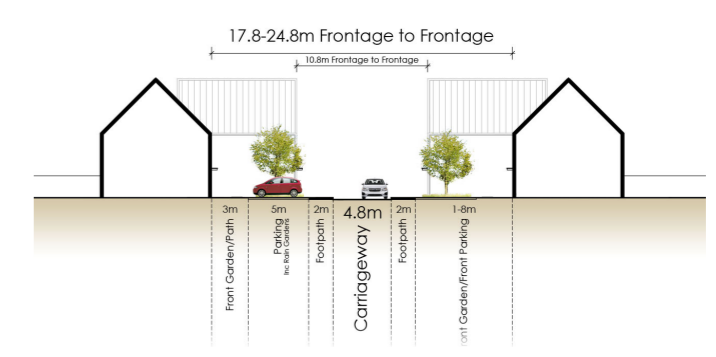 17.8-24.8m Frontage to Frontage
10.8m Frontage to Frontage
3m
5m
2m
4.8m
2m
1-8m
Front Garden/Path
Parking
Inc Rain Gardens
Footpath
Carriageway
Footpath
ront Garden/Front Parking